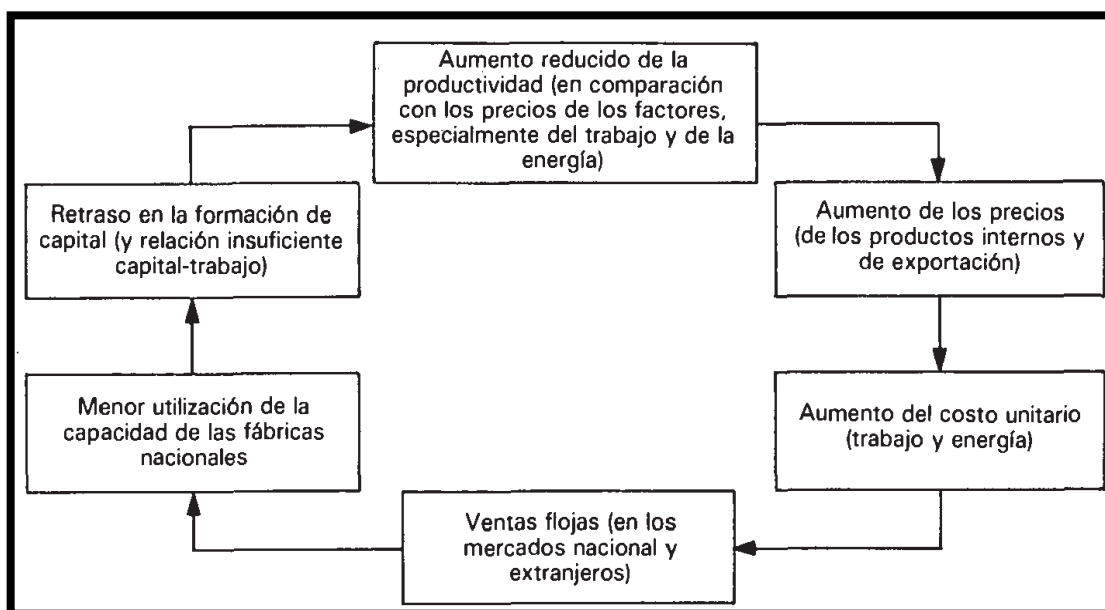 Aumento reducido de la
productividad (en comparación
con los precios de los factores,
especialmente del trabajo y de la
energía)
Aumento de los precios
(de los productos internos y
de exportación)
Aumento del costo unitario
(trabajo y energía)
Ventas flojas (en los
mercados nacional y
extranjeros)
Menor utilización de la
capacidad de las fábricas
nacionales
Retraso en la formación de
capital (y relación insuficiente
capital-trabajo)